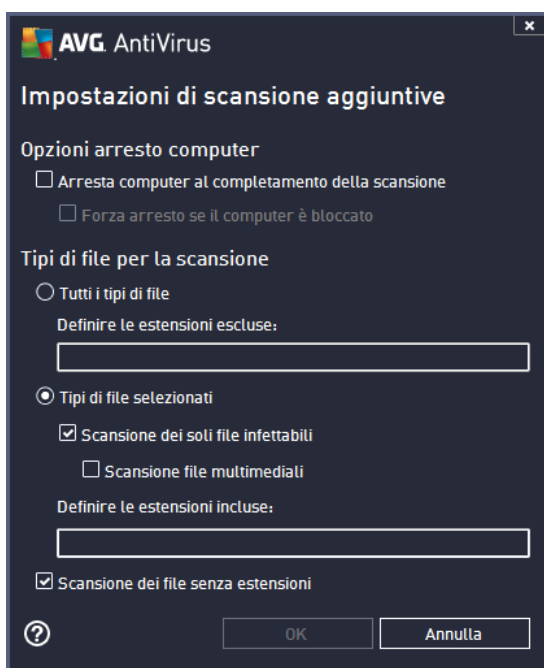 AVG. AntiVirus
Impostazioni di scansione aggiuntive
Opzioni arresto computer
Arresta computer al completamento della scansione
Forza arresto se il computer è bloccato
Tipi di file per la scansione
Tutti i tipi di file
Definire le estensioni escluse:
Tipi di file selezionati
Scansione dei soli file infettabili
Scansione file multimediali
Definire le estensioni incluse:
Scansione dei file senza estensioni
? OK Annulla